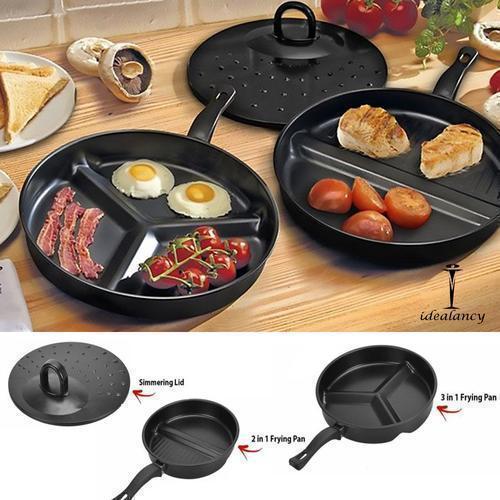 idealancy
Simmering Lid
2 in 1 Frying Pan
3 in 1 Frying Pan